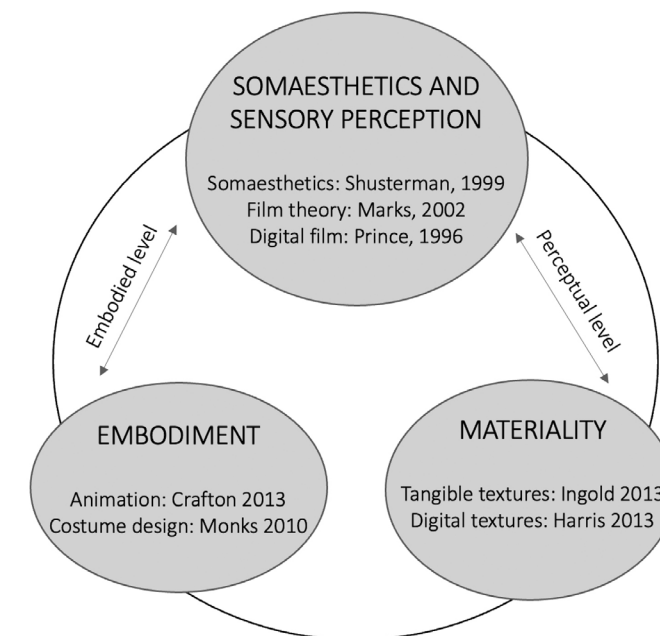 SOMAESTHETICS AND
SENSORY PERCEPTION
Somaesthetics: Shusterman, 1999
Film theory: Marks, 2002
Digital film: Prince, 1996
Embodied level
Perceptual level
EMBODIMENT
Animation: Crafton 2013
Costume design: Monks 2010
MATERIALITY
Tangible textures: Ingold 2013
Digital textures: Harris 2013